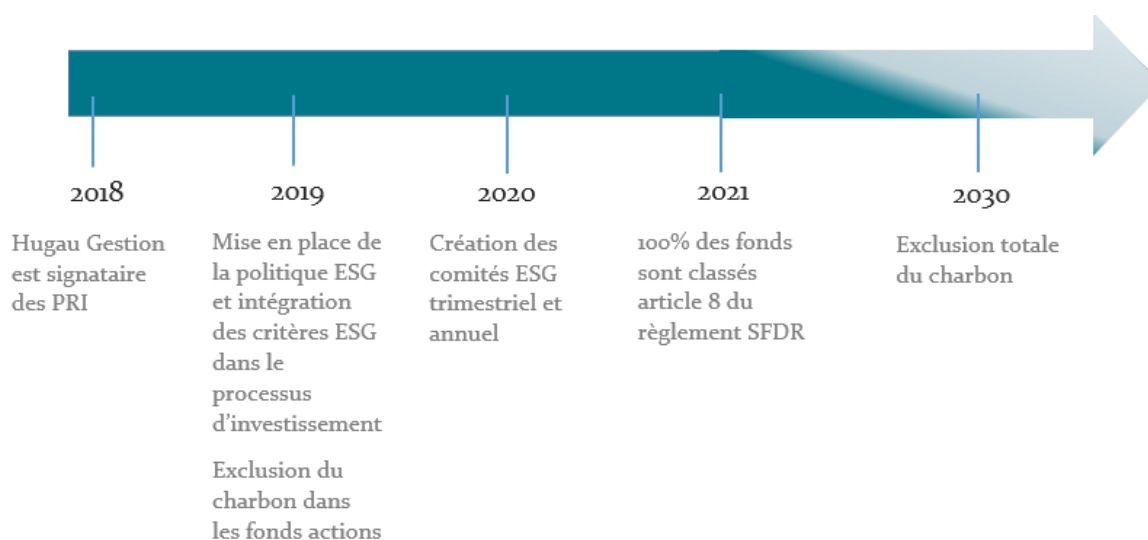 2018
Hugau Gestion
est signataire
des PRI
2019
Mise en place de
la politique ESG
et intégration
des critères ESG
dans le
processus
d’investissement
Exclusion du
charbon dans
les fonds actions
2020
Création des
comités ESG
trimestriel et
annuel
2021
100% des fonds
sont classés
article 8 du
règlement SFDR
2030
Exclusion totale
du charbon